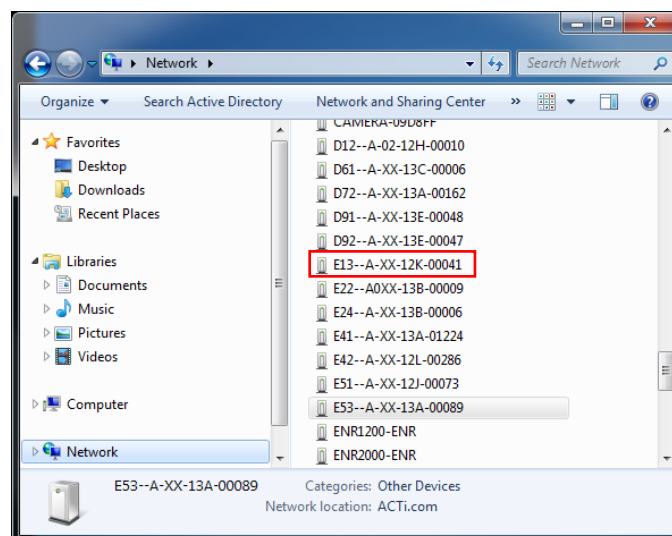 Network
Search Network
Organize
Search Active Directory
Network and Sharing Center
»
Favorites
Desktop
Downloads
Recent Places
Libraries
Documents
Music
Pictures
Videos
Computer
Network
CAMERA-09D8FF
D12--A-02-12H-00010
D61--A-XX-13C-00006
D72--A-XX-13A-00162
D91--A-XX-13E-00048
D92--A-XX-13E-00047
E13--A-XX-12K-00041
E22--A0XX-13B-00009
E24--A-XX-13B-00006
E41--A-XX-13A-01224
E42--A-XX-12L-00286
E51--A-XX-12J-00073
E53--A-XX-13A-00089
ENR1200-ENR
ENR2000-ENR
E53--A-XX-13A-00089 Categories: Other Devices
Network location: ACTi.com